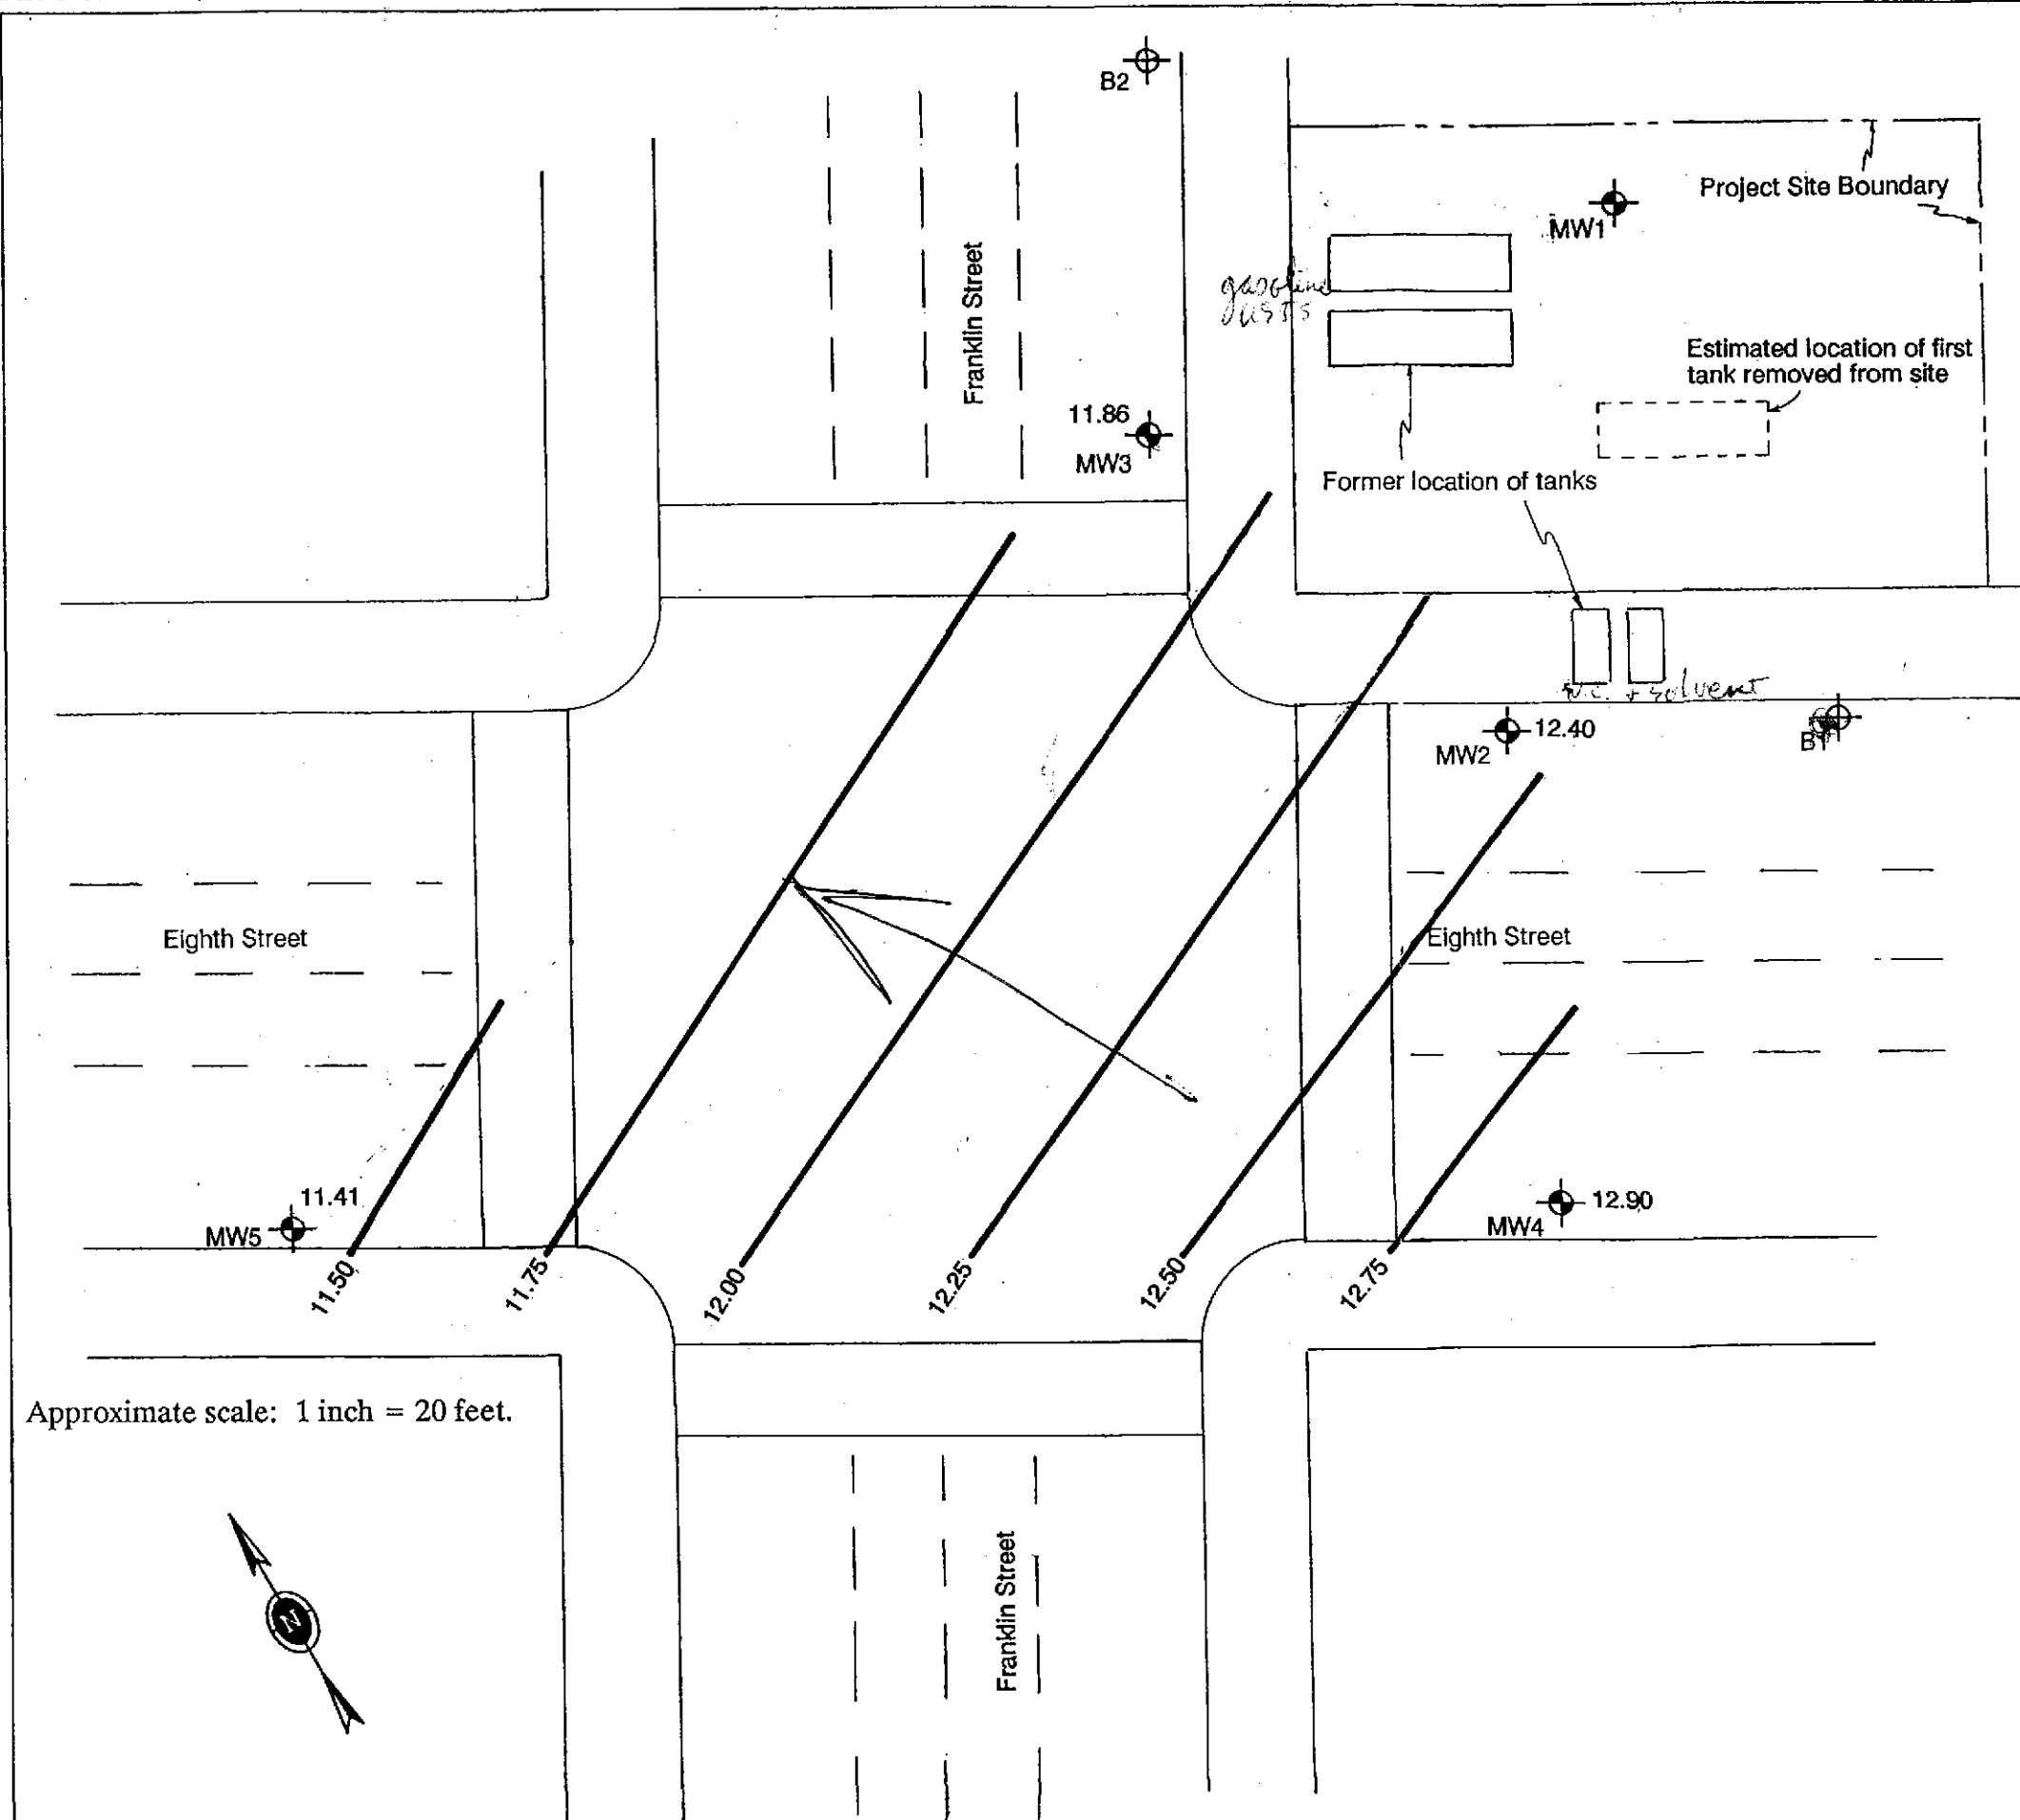 B2
Project Site Boundary
MW1
Franklin Street
gasoline
USTs
Estimated location of first
tank removed from site
11.86
MW3
Former location of tanks
+ solvent
12.40
MW2
B1
Eighth Street
Eighth Street
11.41
MW5
12.90
MW4
11.50
11.75
12.00
12.25
12.50
12.75
Approximate scale: 1 inch = 20 feet.
N
Franklin Street